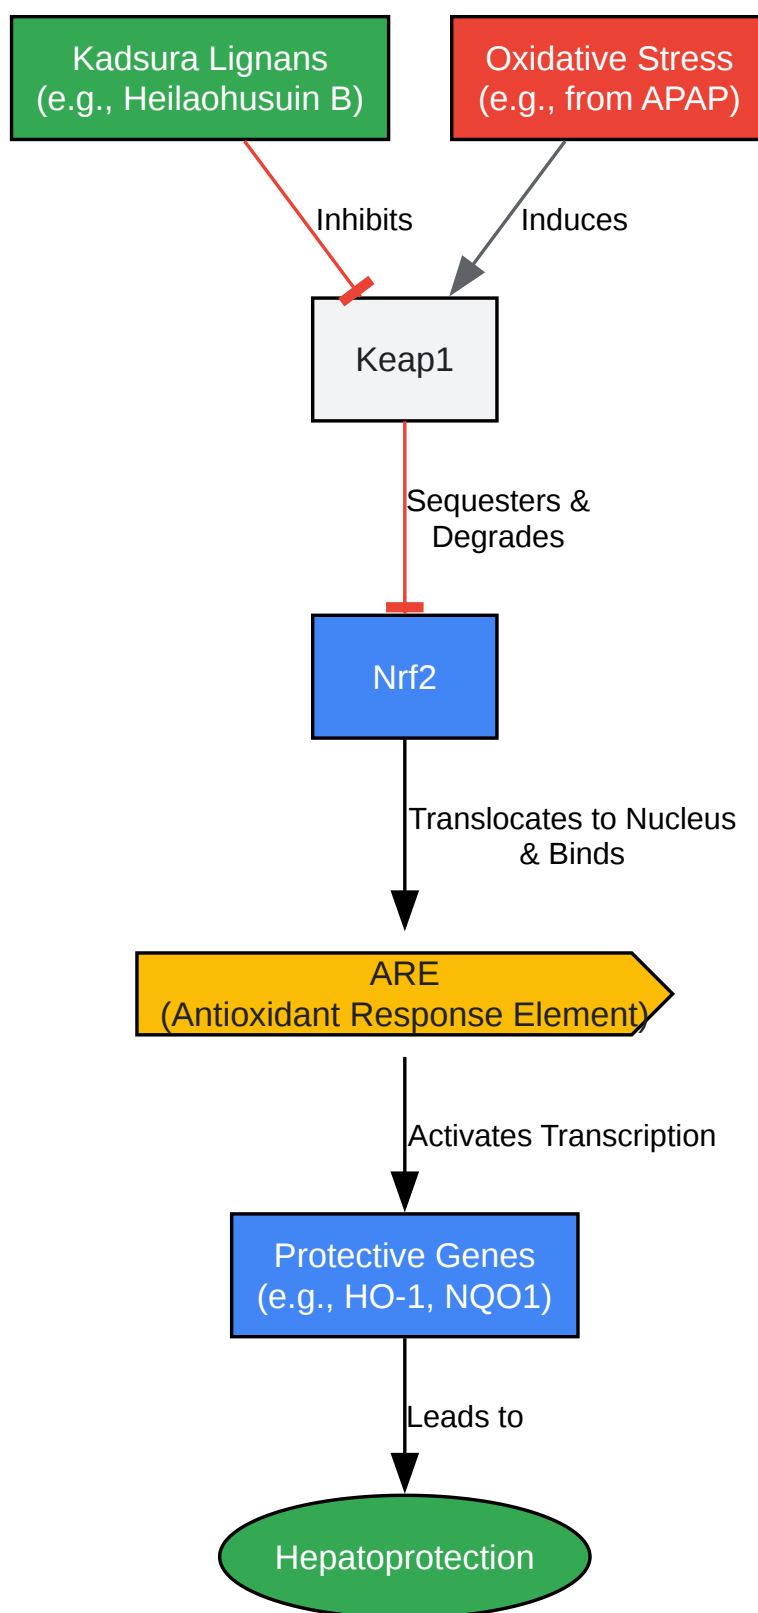 Kadsura Lignans
(e.g., Heilaohusuin B)
Oxidative Stress
(e.g., from APAP)
Inhibits
Induces
Keap1
Sequesters &
Degrades
Nrf2
Translocates to Nucleus
& Binds
ARE
(Antioxidant Response Element)
Activates Transcription
Protective Genes
(e.g., HO-1, NQO1)
Leads to
Hepatoprotection